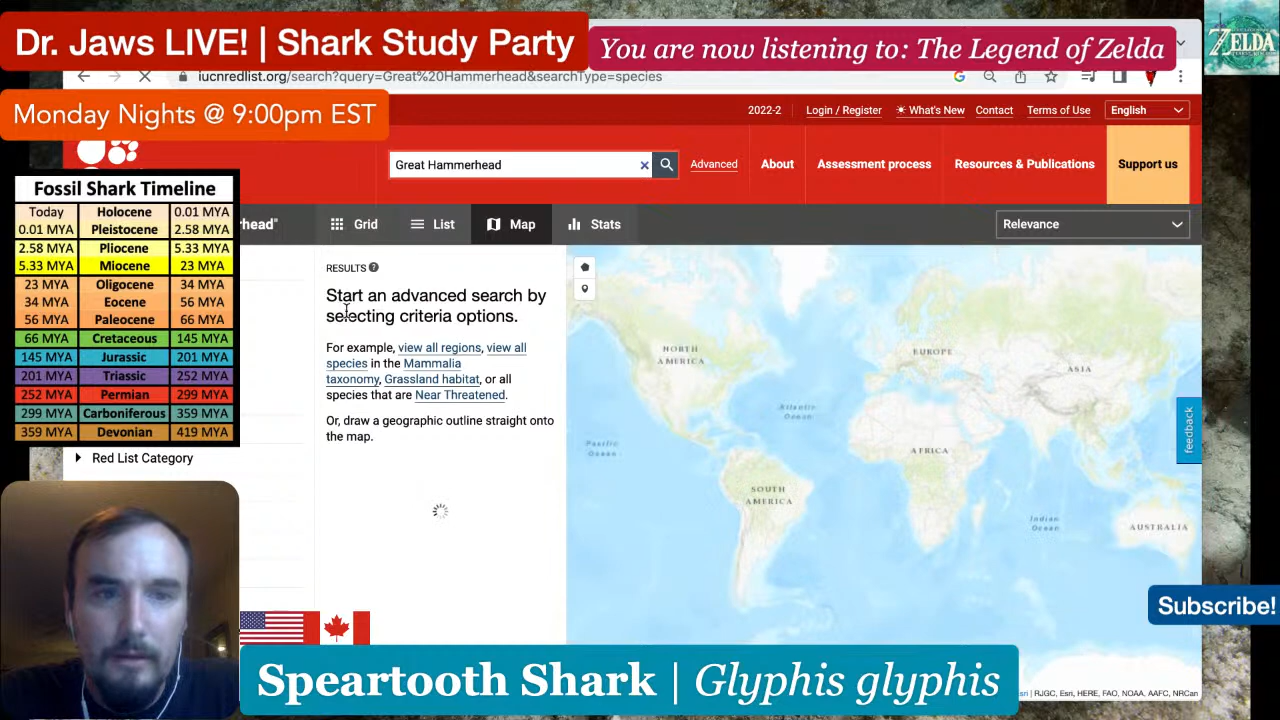 Dr. Jaws LIVE! | Shark Study Party
You are now listening to: The Legend of Zelda
ZELDA
iucnredlist.org/search?query=Great%20Hammerhead&searchType=species
Monday Nights @ 9:00pm EST
2022-2
Login / Register
What's New
Contact
Terms of Use
English
Great Hammerhead
Advanced
About
Assessment process
Resources & Publications
Support us
Fossil Shark Timeline
Today Holocene 0.01 MYA
0.01 MYA Pleistocene 2.58 MYA
2.58 MYA Pliocene 5.33 MYA
5.33 MYA Miocene 23 MYA
23 MYA Oligocene 34 MYA
34 MYA Eocene 56 MYA
56 MYA Paleocene 66 MYA
66 MYA Cretaceous 145 MYA
145 MYA Jurassic 201 MYA
201 MYA Triassic 252 MYA
252 MYA Permian 299 MYA
299 MYA Carboniferous 359 MYA
359 MYA Devonian 419 MYA
rhead"
Grid
List
Map
Stats
Relevance
RESULTS ?
Start an advanced search by
selecting criteria options.
For example, view all regions, view all
species in the Mammalia
taxonomy, Grassland habitat, or all
species that are Near Threatened.
Or, draw a geographic outline straight onto
the map.
Red List Category
NORTH
AMERICA
EUROPE
ASIA
Atlantic
Ocean
Pacific
Ocean
AFRICA
SOUTH
AMERICA
Indian
Ocean
AUSTRALIA
feedback
Subscribe!
Speartooth Shark | Glyphis glyphis
| RJGC, Esri, HERE, FAO, NOAA, AAFC, NRCan